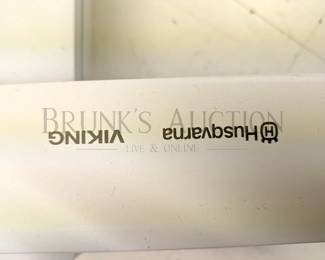 BRUNK'S AUCTION
LIVE & ONLINE
Husqvarna VIKING